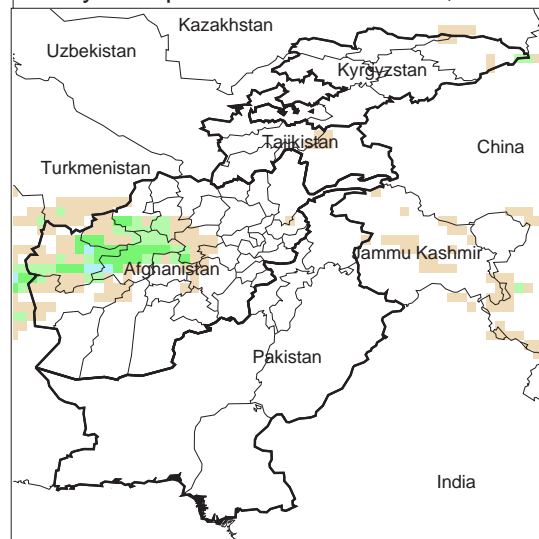 Kazakhstan
Uzbekistan
Kyrgyzstan
Tajikistan
China
Turkmenistan
Jammu Kashmir
Afghanistan
Pakistan
India